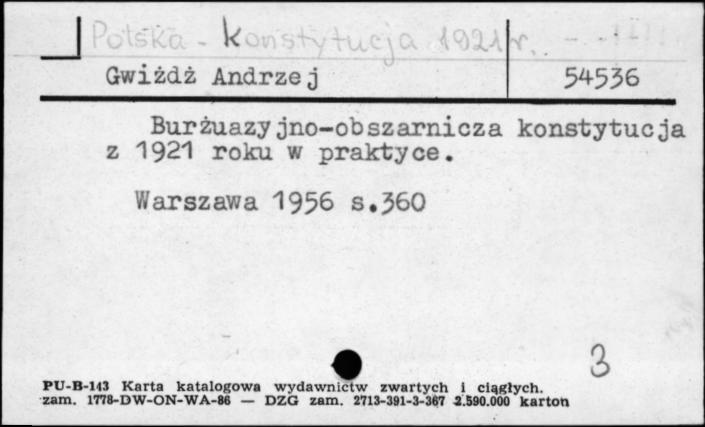 Polska - Konstytucja 1921 r.
Gwiżdż Andrzej 54536
Burżuazyjno-obszarnicza konstytucja
z 1921 roku w praktyce.
Warszawa 1956 s.360
3
PU-B-143 Karta katalogowa wydawnictw zwartych i ciągłych.
zam. 1778-DW-ON-WA-86 — DZG zam. 2713-391-3-367 2.590.000 karton